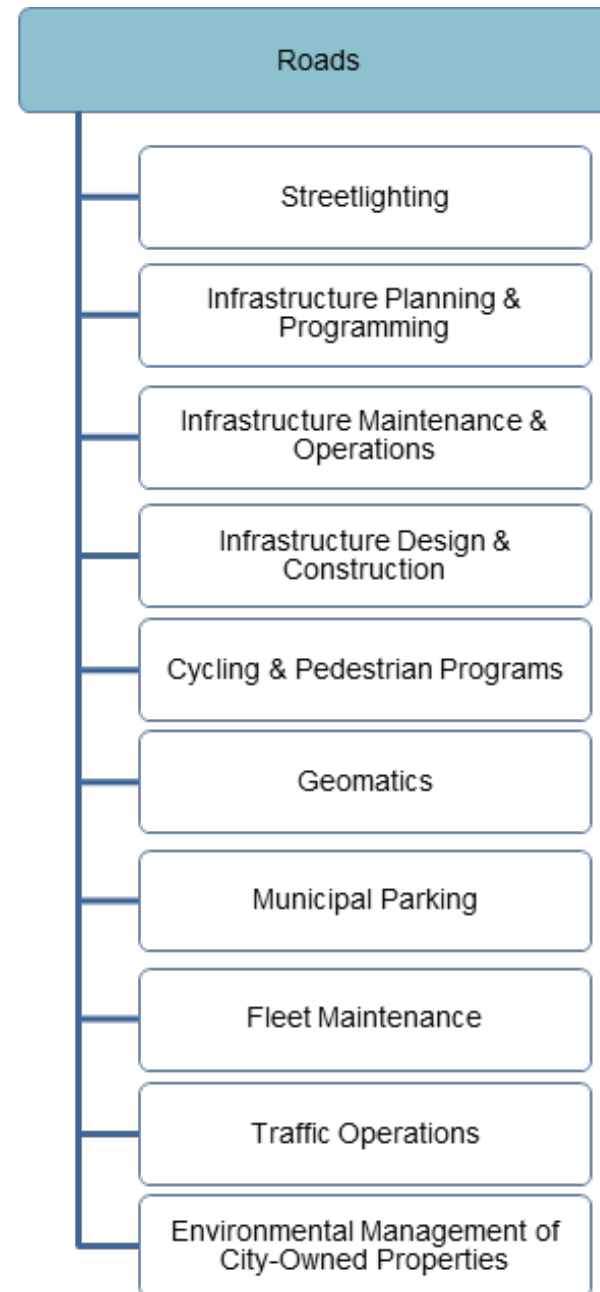 Roads
Streetlighting
Infrastructure Planning &
Programming
Infrastructure Maintenance &
Operations
Infrastructure Design &
Construction
Cycling & Pedestrian Programs
Geomatics
Municipal Parking
Fleet Maintenance
Traffic Operations
Environmental Management of
City-Owned Properties